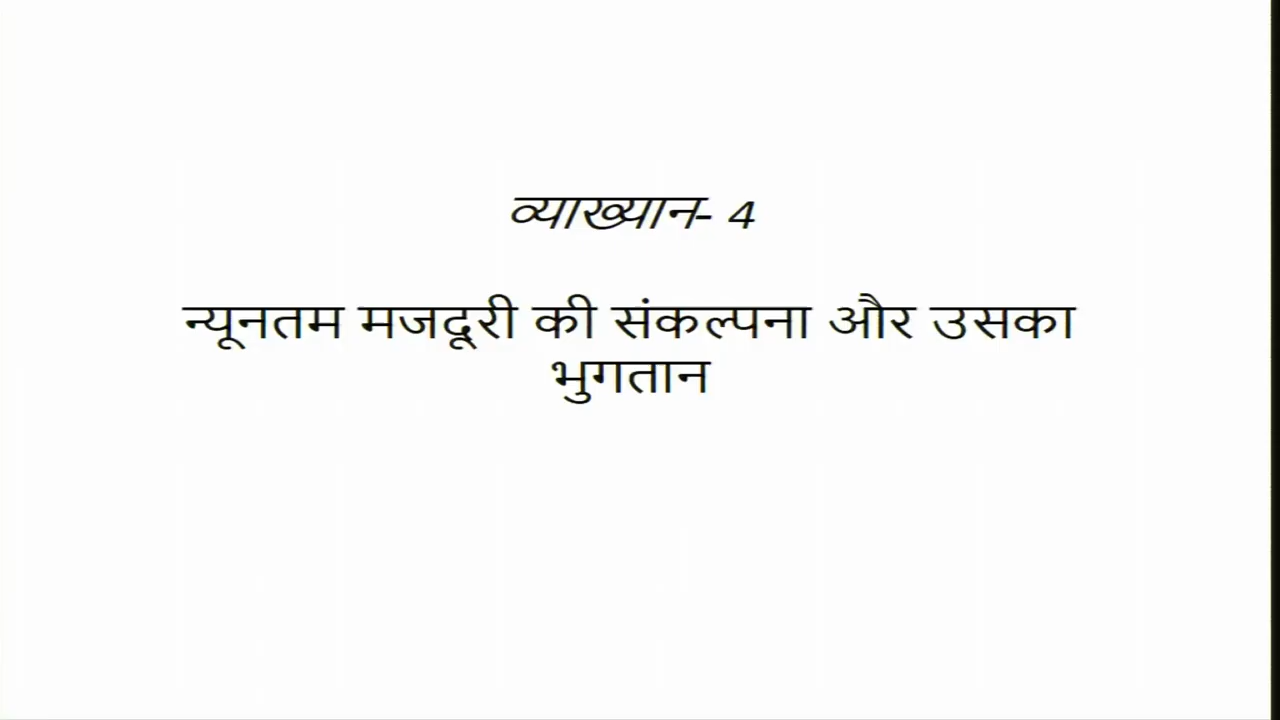 व्याख्यान- 4
न्यूनतम मजदूरी की संकल्पना और उसका
भुगतान